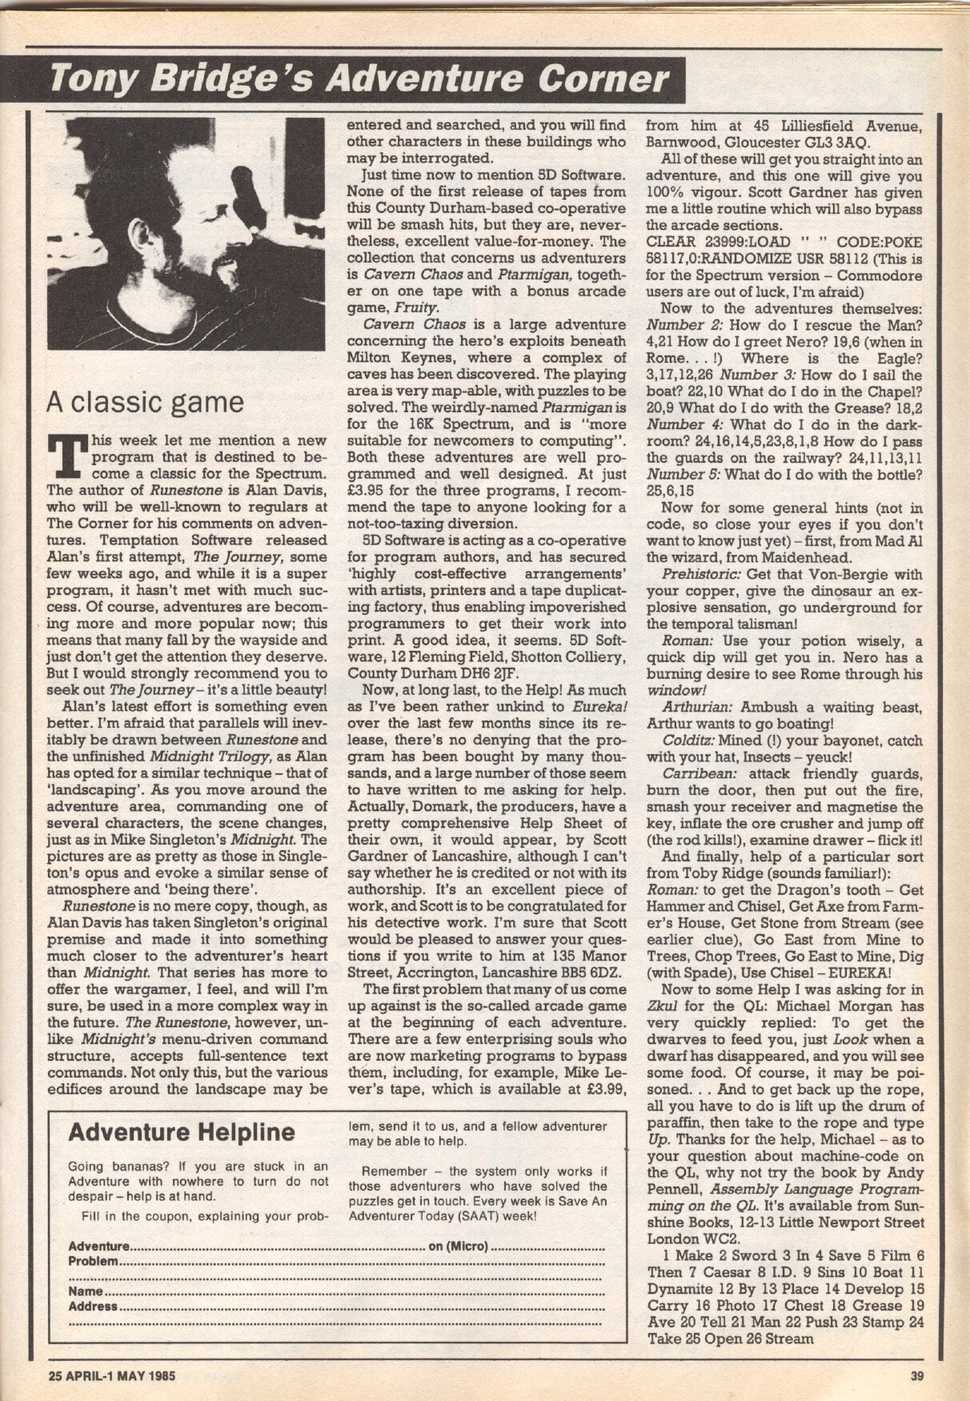 Tony Bridge's Adventure Corner
A classic game
This week let me mention a new
program that is destined to be-
come a classic for the Spectrum.
The author of Runestone is Alan Davis,
who will be well-known to regulars at
The Corner for his comments on adven-
tures. Temptation Software released
Alan's first attempt, The Journey, some
few weeks ago, and while it is a super
program, it hasn't met with much suc-
cess. Of course, adventures are becom-
ing more and more popular now; this
means that many fall by the wayside and
just don't get the attention they deserve.
But I would strongly recommend you to
seek out The Journey – it's a little beauty!
Alan's latest effort is something even
better. I'm afraid that parallels will inev-
itably be drawn between Runestone and
the unfinished Midnight Trilogy, as Alan
has opted for a similar technique – that of
'landscaping'. As you move around the
adventure area, commanding one of
several characters, the scene changes,
just as in Mike Singleton's Midnight. The
pictures are as pretty as those in Single-
ton's opus and evoke a similar sense of
atmosphere and 'being there'.
Runestone is no mere copy, though, as
Alan Davis has taken Singleton's original
premise and made it into something
much closer to the adventurer's heart
than Midnight. That series has more to
offer the wargamer, I feel, and will I'm
sure, be used in a more complex way in
the future. The Runestone, however, un-
like Midnight's menu-driven command
structure, accepts full-sentence text
commands. Not only this, but the various
edifices around the landscape may be
entered and searched, and you will find
other characters in these buildings who
may be interrogated.
Just time now to mention 5D Software.
None of the first release of tapes from
this County Durham-based co-operative
will be smash hits, but they are, never-
theless, excellent value-for-money. The
collection that concerns us adventurers
is Cavern Chaos and Ptarmigan, togeth-
er on one tape with a bonus arcade
game, Fruity.
Cavern Chaos is a large adventure
concerning the hero's exploits beneath
Milton Keynes, where a complex of
caves has been discovered. The playing
area is very map-able, with puzzles to be
solved. The weirdly-named Ptarmigan is
for the 16K Spectrum, and is "more
suitable for newcomers to computing".
Both these adventures are well pro-
grammed and well designed. At just
£3.95 for the three programs, I recom-
mend the tape to anyone looking for a
not-too-taxing diversion.
5D Software is acting as a co-operative
for program authors, and has secured
'highly cost-effective arrangements'
with artists, printers and a tape duplicat-
ing factory, thus enabling impoverished
programmers to get their work into
print. A good idea, it seems. 5D Soft-
ware, 12 Fleming Field, Shotton Colliery,
County Durham DH6 2JF.
Now, at long last, to the Help! As much
as I've been rather unkind to Eureka!
over the last few months since its re-
lease, there's no denying that the pro-
gram has been bought by many thou-
sands, and a large number of those seem
to have written to me asking for help.
Actually, Domark, the producers, have a
pretty comprehensive Help Sheet of
their own, it would appear, by Scott
Gardner of Lancashire, although I can't
say whether he is credited or not with its
authorship. It's an excellent piece of
work, and Scott is to be congratulated for
his detective work. I'm sure that Scott
would be pleased to answer your ques-
tions if you write to him at 135 Manor
Street, Accrington, Lancashire BB5 6DZ.
The first problem that many of us come
up against is the so-called arcade game
at the beginning of each adventure.
There are a few enterprising souls who
are now marketing programs to bypass
them, including, for example, Mike Le-
ver's tape, which is available at £3.99,
from him at 45 Lilliesfield Avenue,
Barnwood, Gloucester GL3 3AQ.
All of these will get you straight into an
adventure, and this one will give you
100% vigour. Scott Gardner has given
me a little routine which will also bypass
the arcade sections.
CLEAR 23999:LOAD " " CODE:POKE
58117,0:RANDOMIZE USR 58112 (This is
for the Spectrum version – Commodore
users are out of luck, I'm afraid)
Now to the adventures themselves:
Number 2: How do I rescue the Man?
4,21 How do I greet Nero? 19,6 (when in
Rome. . . !) Where is the Eagle?
3,17,12,26 Number 3: How do I sail the
boat? 22,10 What do I do in the Chapel?
20,9 What do I do with the Grease? 18,2
Number 4: What do I do in the dark-
room? 24,16,14,5,23,8,1,8 How do I pass
the guards on the railway? 24,11,13,11
Number 5: What do I do with the bottle?
25,6,15
Now for some general hints (not in
code, so close your eyes if you don't
want to know just yet) – first, from Mad Al
the wizard, from Maidenhead.
Prehistoric: Get that Von-Bergie with
your copper, give the dinosaur an ex-
plosive sensation, go underground for
the temporal talisman!
Roman: Use your potion wisely, a
quick dip will get you in. Nero has a
burning desire to see Rome through his
window!
Arthurian: Ambush a waiting beast,
Arthur wants to go boating!
Colditz: Mined (!) your bayonet, catch
with your hat, Insects – yeuck!
Carribean: attack friendly guards,
burn the door, then put out the fire,
smash your receiver and magnetise the
key, inflate the ore crusher and jump off
(the rod kills!), examine drawer – flick it!
And finally, help of a particular sort
from Toby Ridge (sounds familiar!):
Roman: to get the Dragon's tooth – Get
Hammer and Chisel, Get Axe from Farm-
er's House, Get Stone from Stream (see
earlier clue), Go East from Mine to
Trees, Chop Trees, Go East to Mine, Dig
(with Spade), Use Chisel – EUREKA!
Now to some Help I was asking for in
Zkul for the QL: Michael Morgan has
very quickly replied: To get the
dwarves to feed you, just Look when a
dwarf has disappeared, and you will see
some food. Of course, it may be poi-
soned. . . And to get back up the rope,
all you have to do is lift up the drum of
paraffin, then take to the rope and type
Up. Thanks for the help, Michael – as to
your question about machine-code on
the QL, why not try the book by Andy
Pennell, Assembly Language Program-
ming on the QL. It's available from Sun-
shine Books, 12-13 Little Newport Street
London WC2.
1 Make 2 Sword 3 In 4 Save 5 Film 6
Then 7 Caesar 8 I.D. 9 Sins 10 Boat 11
Dynamite 12 By 13 Place 14 Develop 15
Carry 16 Photo 17 Chest 18 Grease 19
Ave 20 Tell 21 Man 22 Push 23 Stamp 24
Take 25 Open 26 Stream
Adventure Helpline
Going bananas? If you are stuck in an
Adventure with nowhere to turn do not
despair – help is at hand.
Fill in the coupon, explaining your prob-
lem, send it to us, and a fellow adventurer
may be able to help.
Remember – the system only works if
those adventurers who have solved the
puzzles get in touch. Every week is Save An
Adventurer Today (SAAT) week!
Adventure.......... on (Micro)..........
Problem..........
Name..........
Address..........
25 APRIL-1 MAY 1985
39